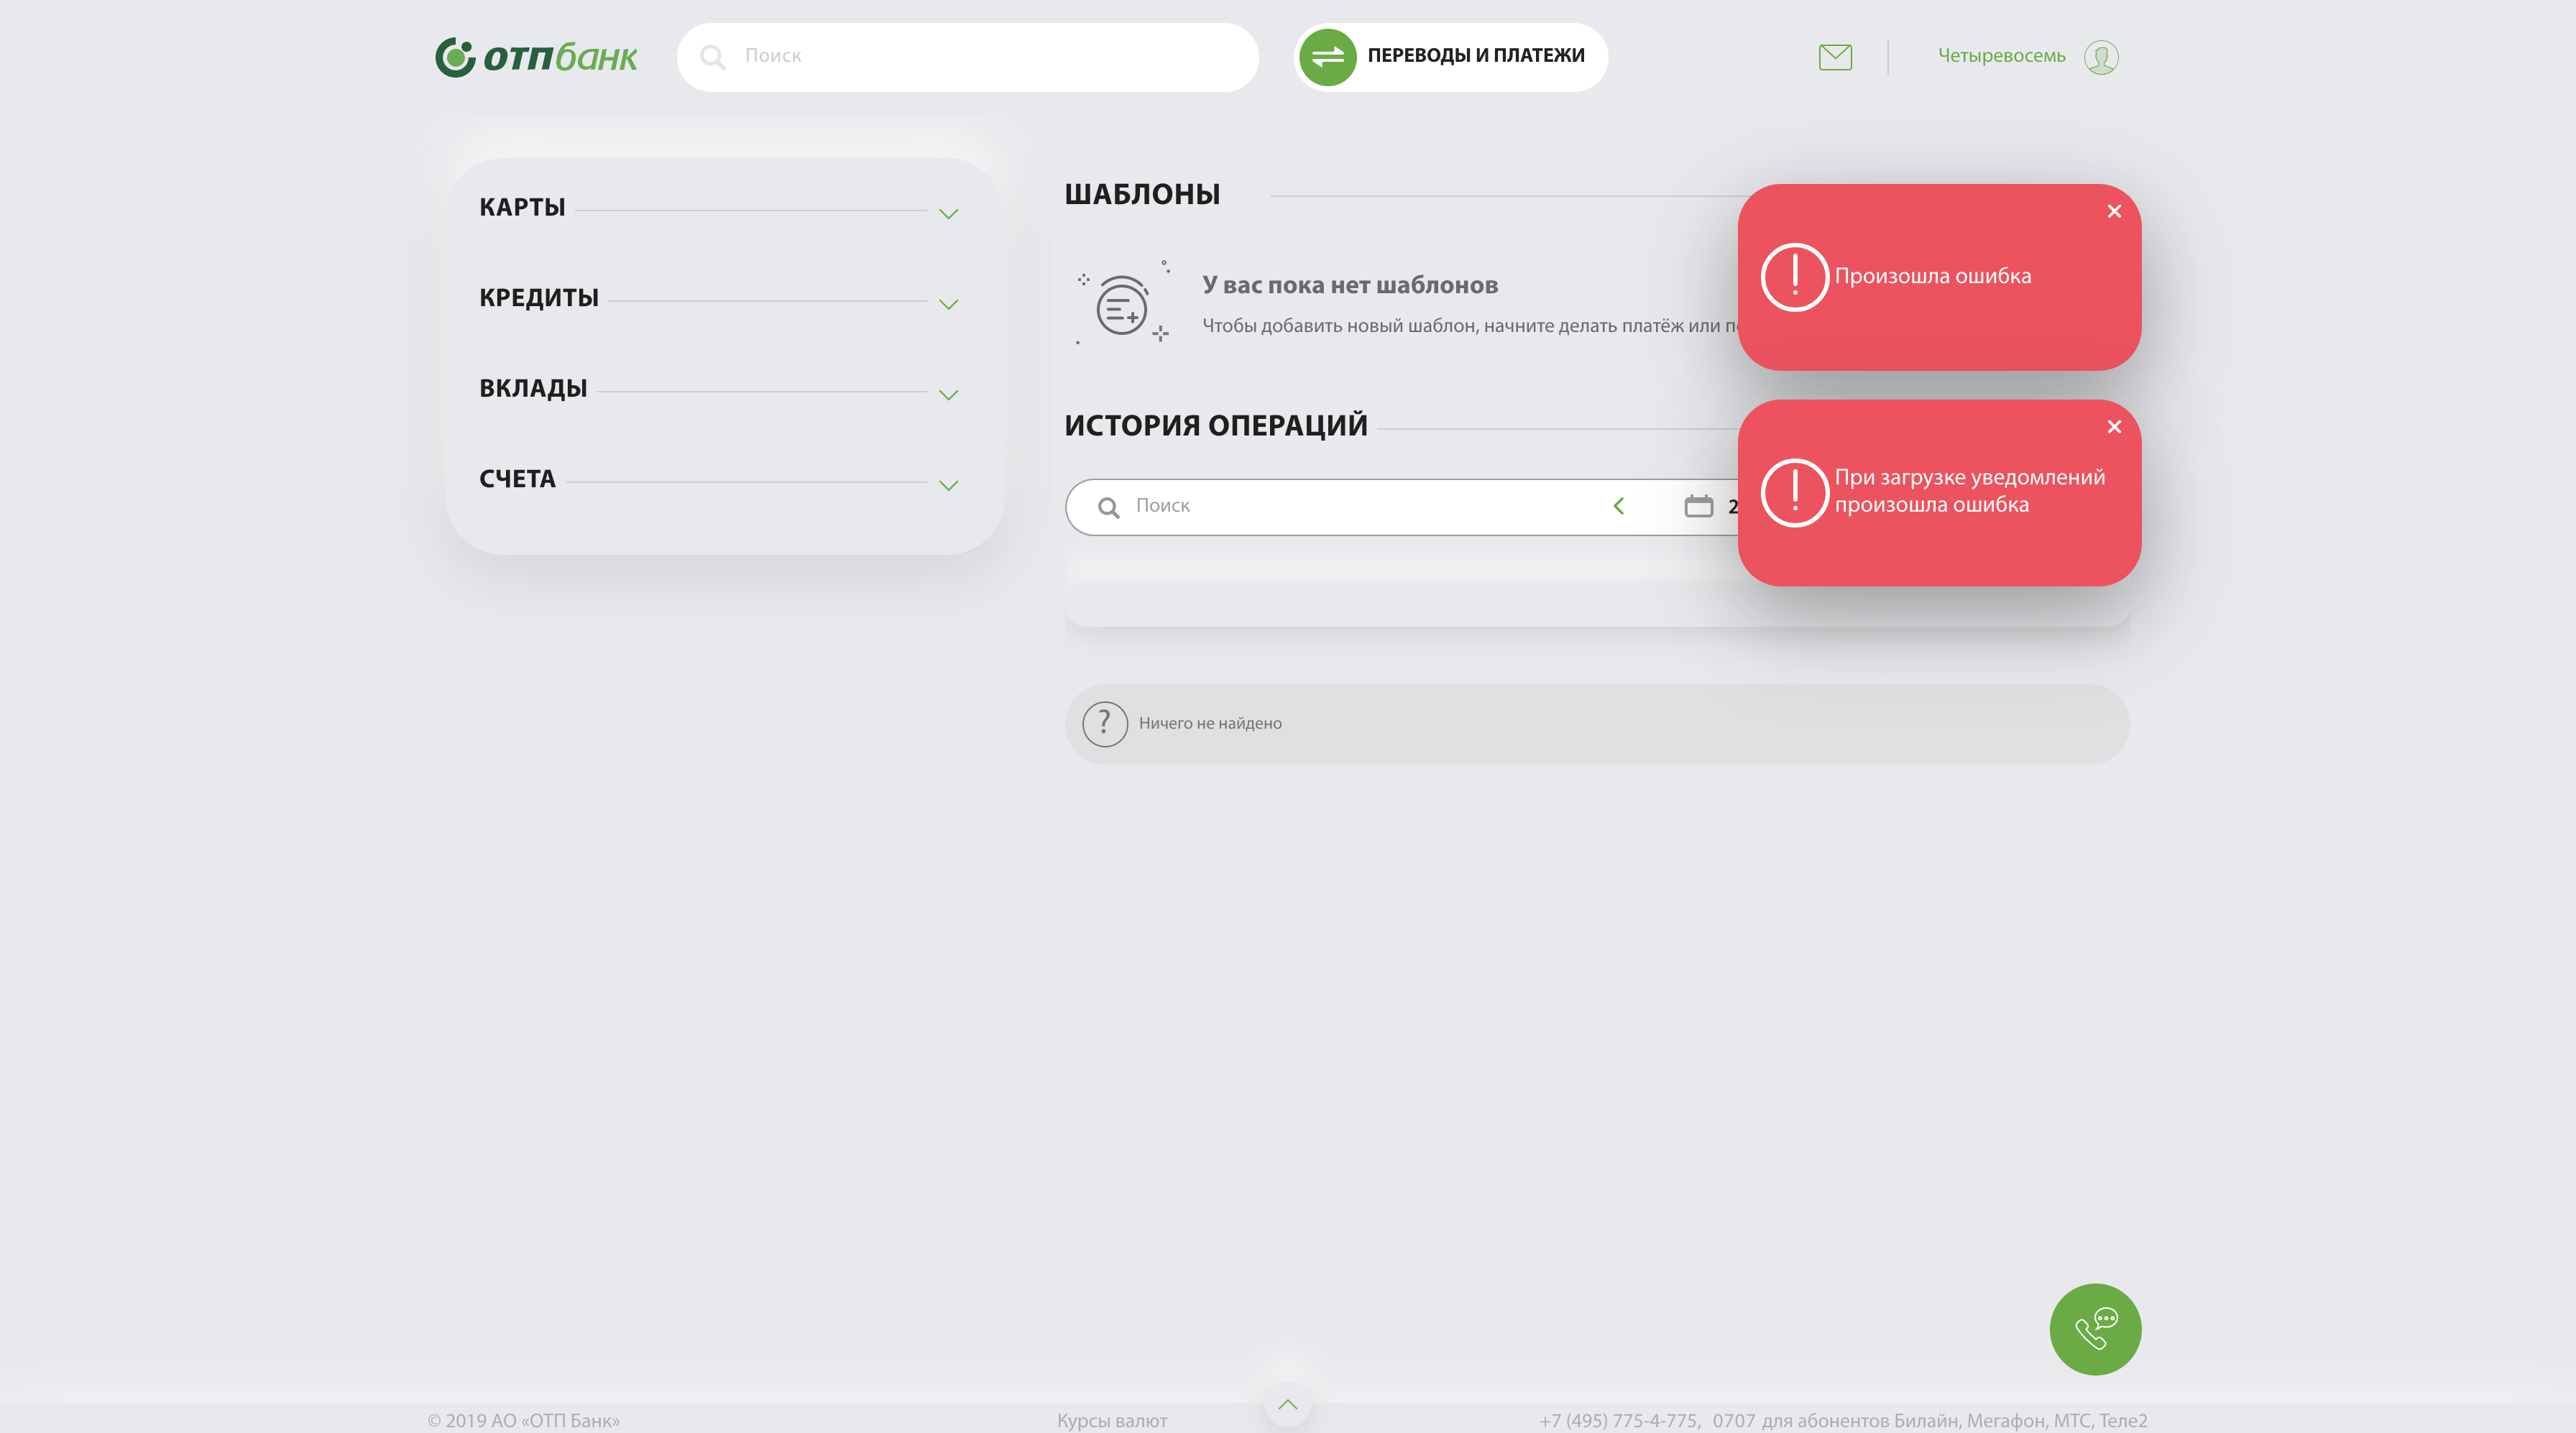 отпбанк
Поиск
ПЕРЕВОДЫ И ПЛАТЕЖИ
Четыревосемь
КАРТЫ
КРЕДИТЫ
ВКЛАДЫ
СЧЕТА
ШАБЛОНЫ
У вас пока нет шаблонов
Чтобы добавить новый шаблон, начните делать платёж или
ИСТОРИЯ ОПЕРАЦИЙ
Поиск
2
Произошла ошибка
При загрузке уведомлений
произошла ошибка
? Ничего не найдено
© 2019 АО «ОТП Банк»
Курсы валют
+7 (495) 775-4-775, 0707 для абонентов Билайн, Мегафон, МТС, Теле2